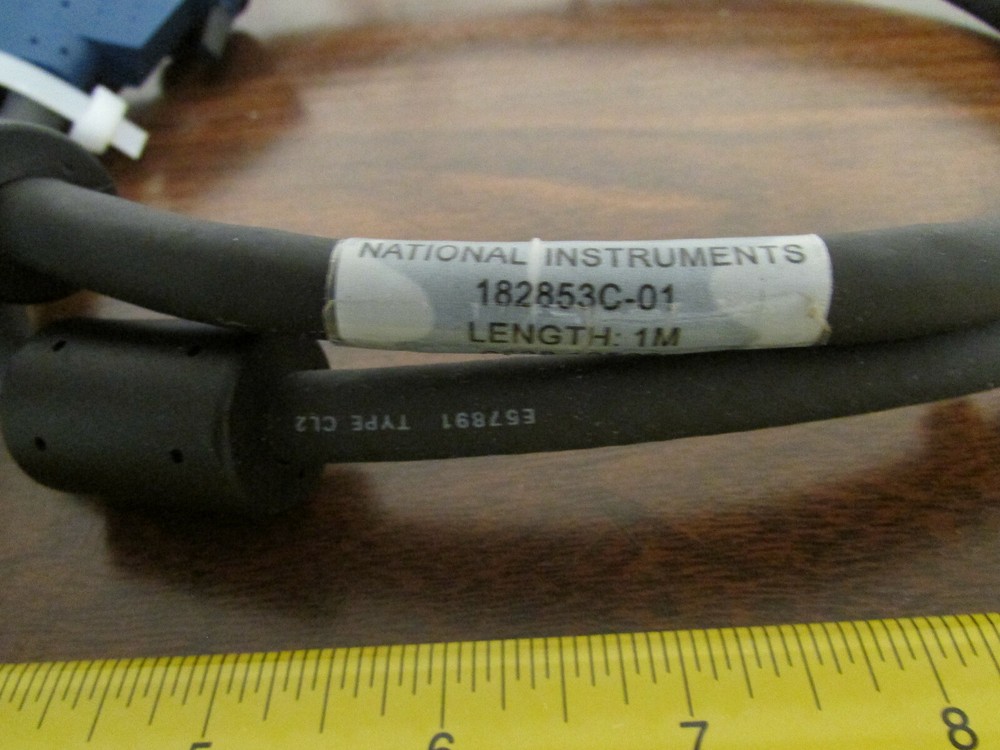 NATIONAL INSTRUMENTS
182853C-01
LENGTH: 1M
E57891 TYPE CL2
5 6 7 8